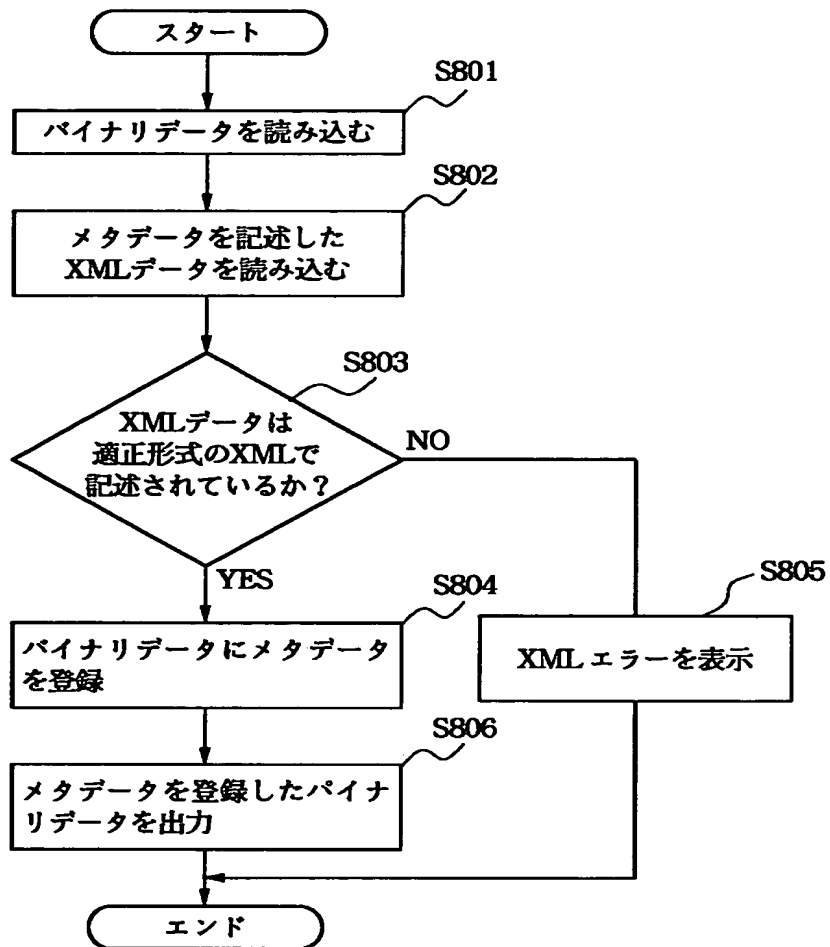 スタート
S801
バイナリデータを読み込む
S802
メタデータを記述した
XMLデータを読み込む
S803
XMLデータは
適正形式のXMLで
記述されているか？
NO
YES
S804
バイナリデータにメタデータ
を登録
S805
XMLエラーを表示
S806
メタデータを登録したバイナ
リデータを出力
エンド